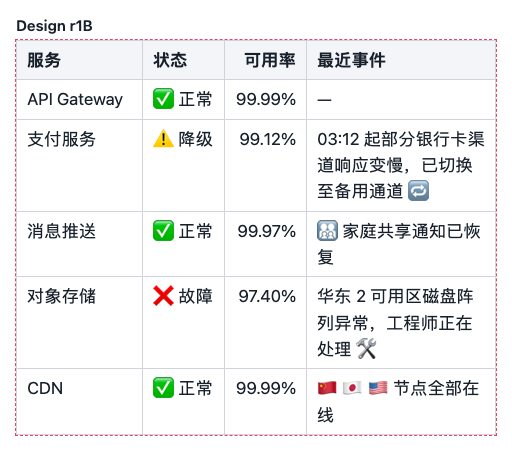 Design r1B
服务 状态 可用率 最近事件
API Gateway ✅ 正常 99.99% —
支付服务 ⚠️ 降级 99.12% 03:12 起部分银行卡渠
道响应变慢，已切换
至备用通道 🔁
消息推送 ✅ 正常 99.97% 👨‍👩‍👧‍👦 家庭共享通知已恢
复
对象存储 ❌ 故障 97.40% 华东 2 可用区磁盘阵
列异常，工程师正在
处理 🛠️
CDN ✅ 正常 99.99% 🇨🇳 🇯🇵 🇺🇸 节点全部在
线